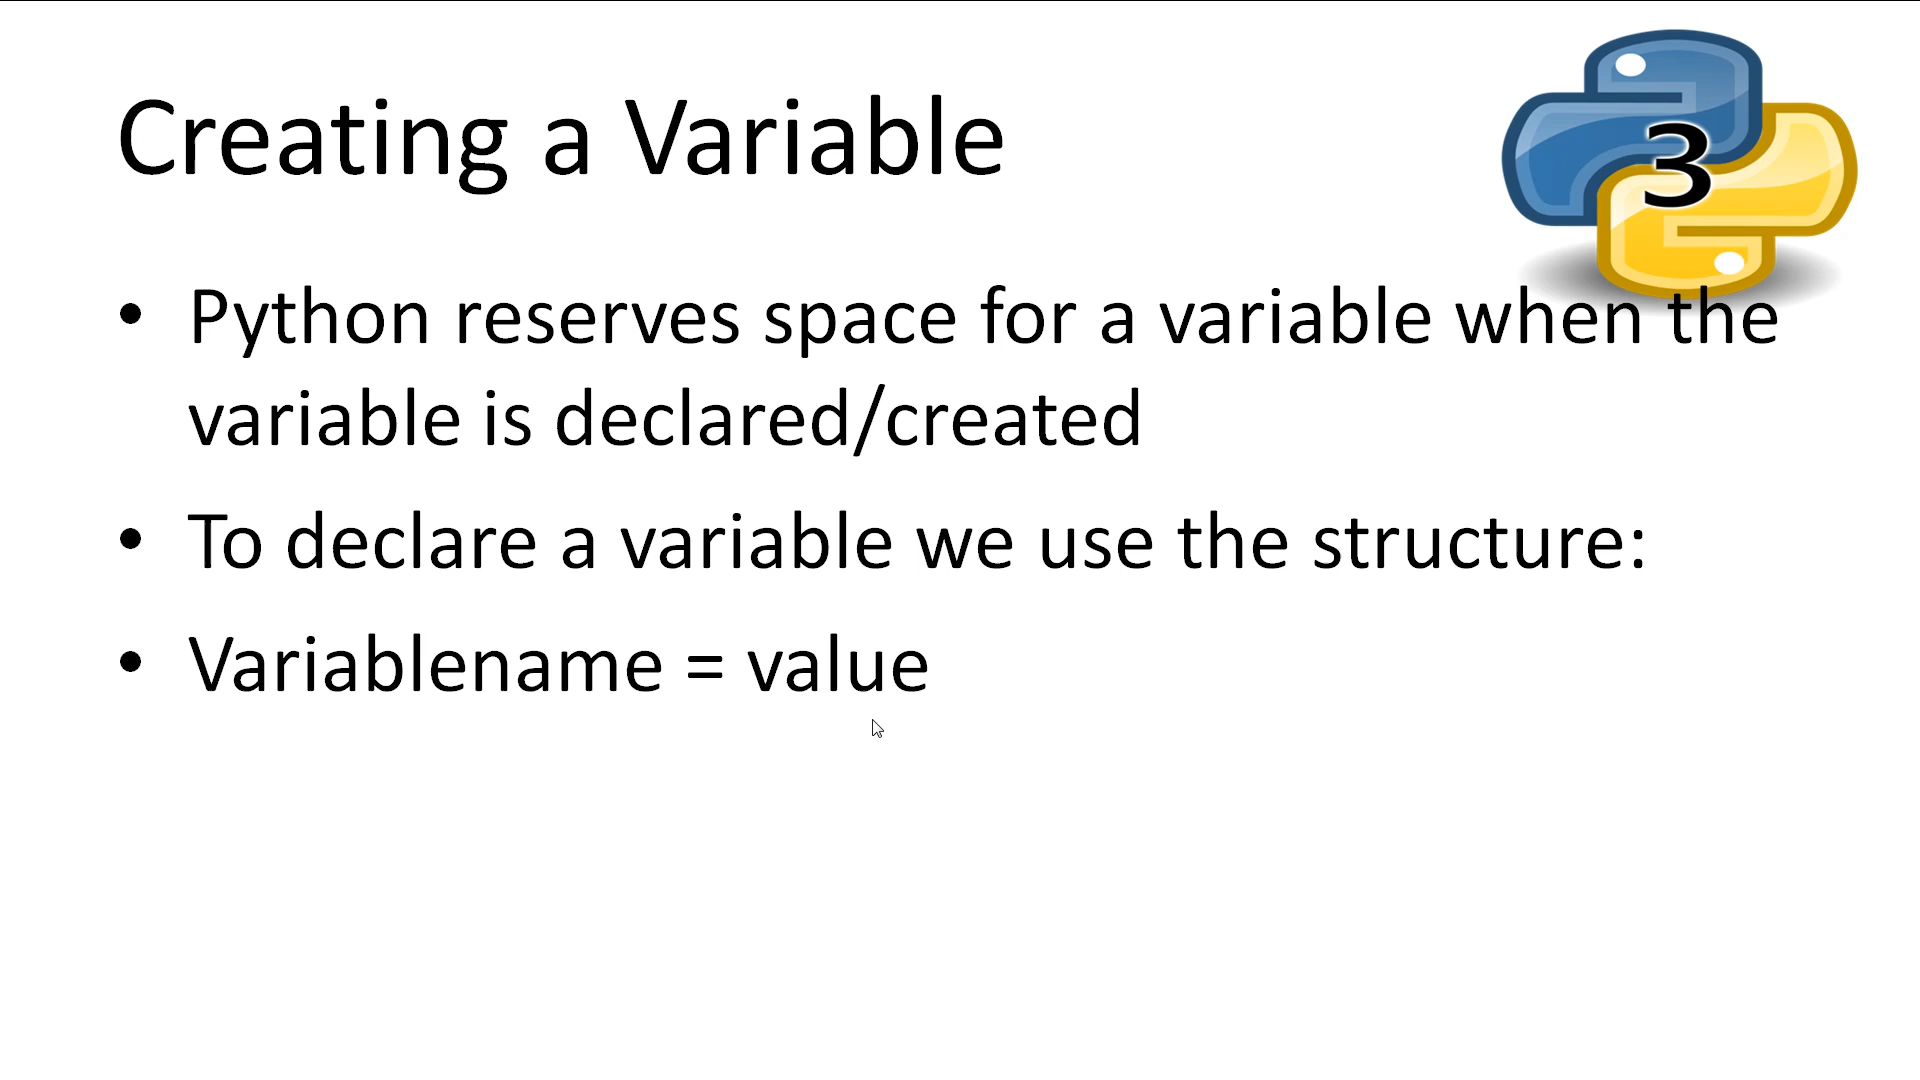 Creating a Variable
3
• Python reserves space for a variable when the
variable is declared/created
• To declare a variable we use the structure:
• Variablename = value